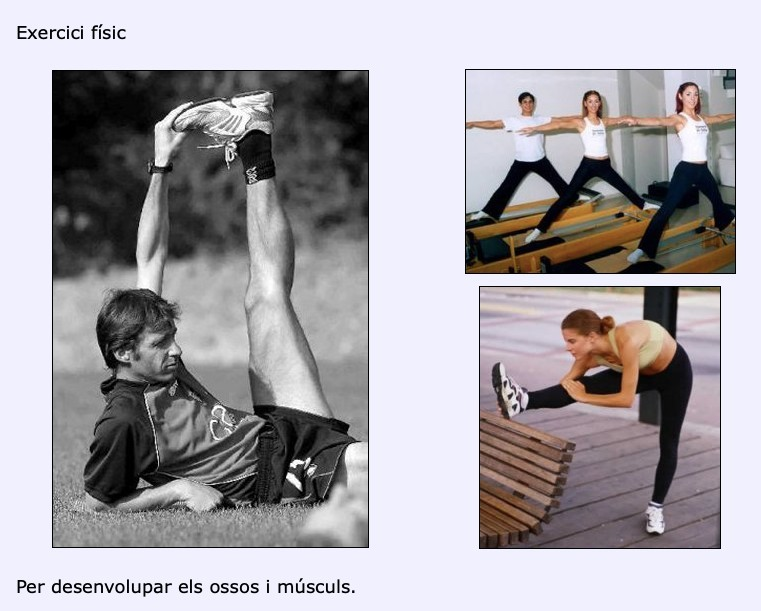 Exercici físic
Per desenvolupar els ossos i músculs.